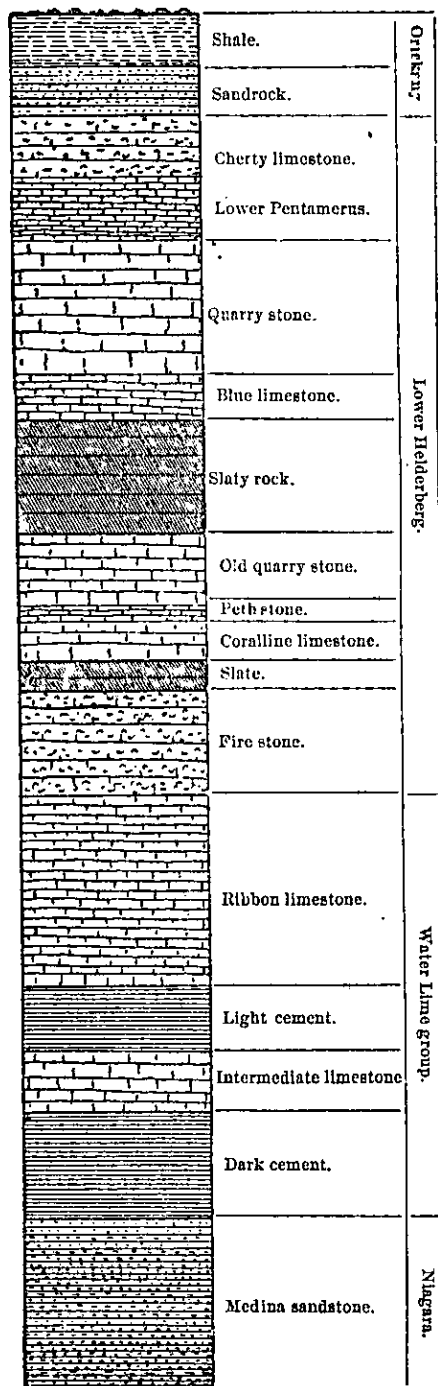 Shale.
Sandrock.
Cherty limestone.
Lower Pentamerus.
Quarry stone.
Blue limestone.
Slaty rock.
Old quarry stone.
Peth stone.
Coralline limestone.
Slate.
Fire stone.
Ribbon limestone.
Light cement.
Intermediate limestone
Dark cement.
Medina sandstone.
Lower Helderberg.
Water Lime group.
Niagara.